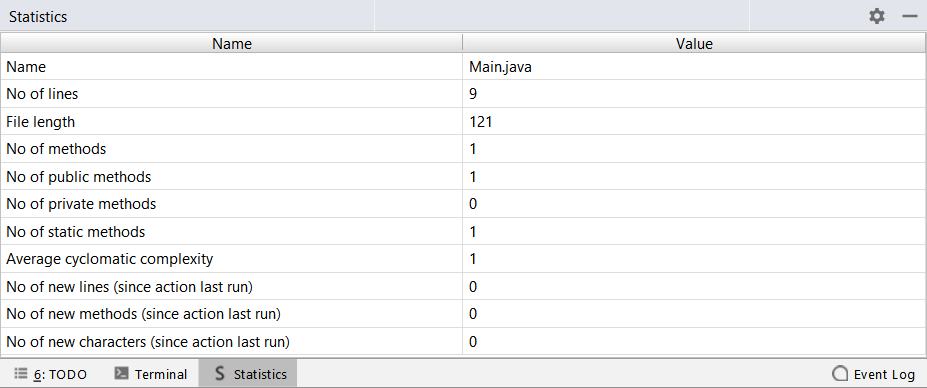 Statistics
Name Value
Name Main.java
No of lines 9
File length 121
No of methods 1
No of public methods 1
No of private methods 0
No of static methods 1
Average cyclomatic complexity 1
No of new lines (since action last run) 0
No of new methods (since action last run) 0
No of new characters (since action last run) 0
6: TODO Terminal Statistics Event Log